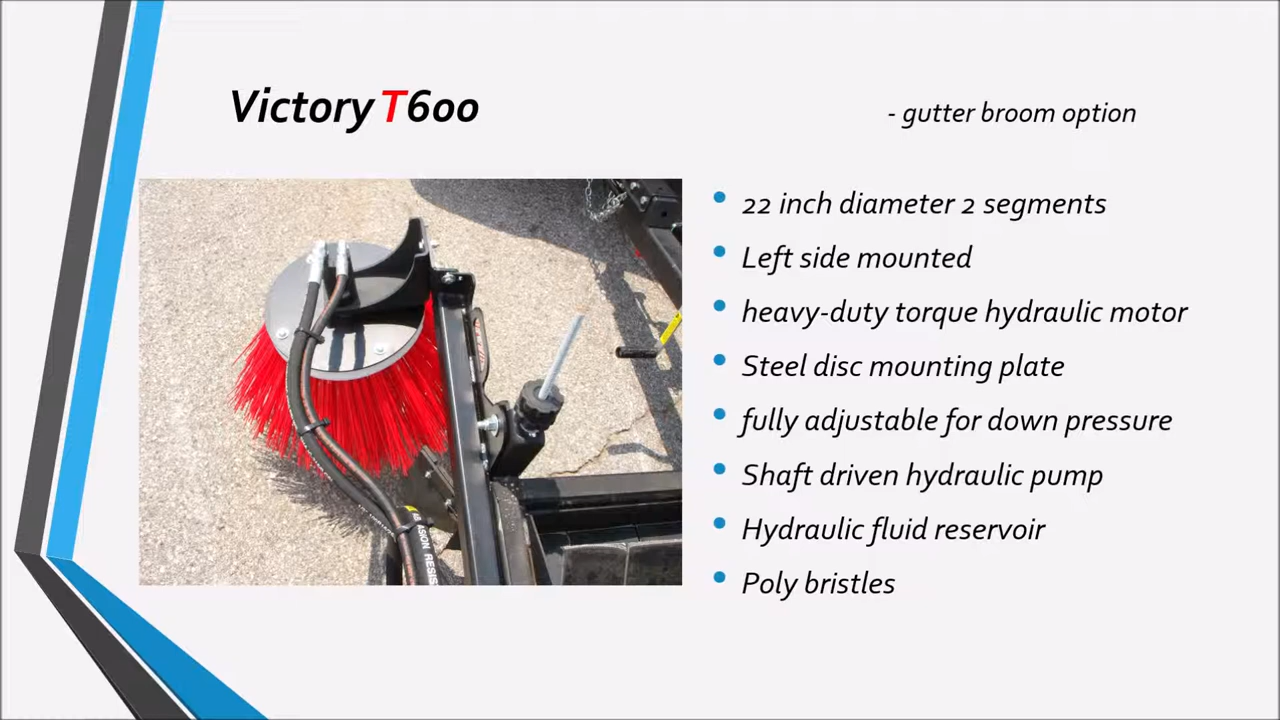 Victory T600
- gutter broom option
22 inch diameter 2 segments
Left side mounted
heavy-duty torque hydraulic motor
Steel disc mounting plate
fully adjustable for down pressure
Shaft driven hydraulic pump
Hydraulic fluid reservoir
Poly bristles